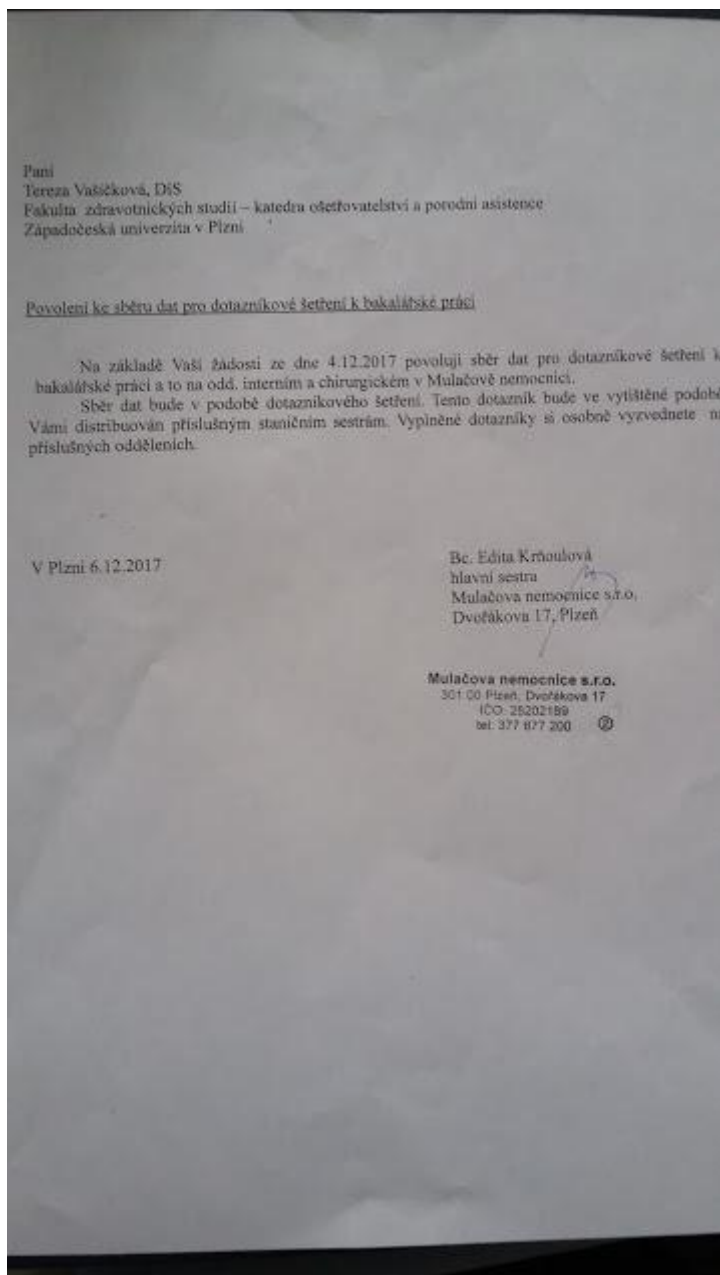 Paní
Tereza Vašíčková, DiS
Fakulta zdravotnických studií – katedra ošetřovatelství a porodní asistence
Západočeská univerzita v Plzni
Povolení ke sběru dat pro dotazníkové šetření k bakalářské práci
Na základě Vaší žádosti ze dne 4.12.2017 povoluji sběr dat pro dotazníkové šetření k
bakalářské práci a to na odd. interním a chirurgickém v Mulačově nemocnici.
Sběr dat bude v podobě dotazníkového šetření. Tento dotazník bude ve vytištěné podobě
Vámi distribuován příslušným staničním sestrám. Vyplněné dotazníky si osobně vyzvednete
příslušných odděleních.
V Plzni 6.12.2017
Bc. Edita Krňoulová
hlavní sestra
Mulačova nemocnice s.r.o.
Dvořákova 17, Plzeň
Mulačova nemocnice s.r.o.
301 00 Plzeň, Dvořákova 17
IČO: 25202189
tel: 377 877 200 ②